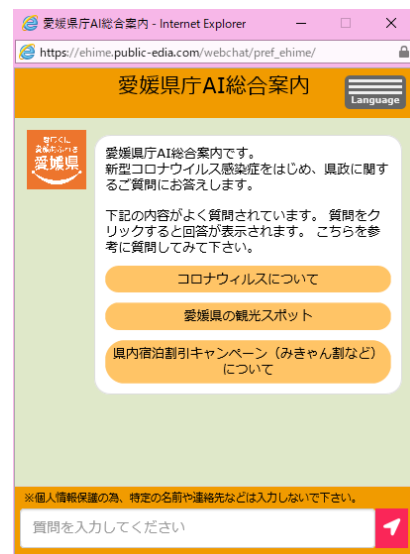 愛媛県庁AI総合案内 - Internet Explorer
https://ehime.public-edia.com/webchat/pref_ehime/
愛媛県庁AI総合案内
Language
愛媛県
愛媛県庁AI総合案内です。
新型コロナウイルス感染症をはじめ、県政に関するご質問にお答えします。
下記の内容がよく質問されています。 質問をクリックすると回答が表示されます。 こちらを参考に質問してみて下さい。
コロナウィルスについて
愛媛県の観光スポット
県内宿泊割引キャンペーン（みきゃん割など）について
※個人情報保護の為、特定の名前や連絡先などは入力しないで下さい。
質問を入力してください